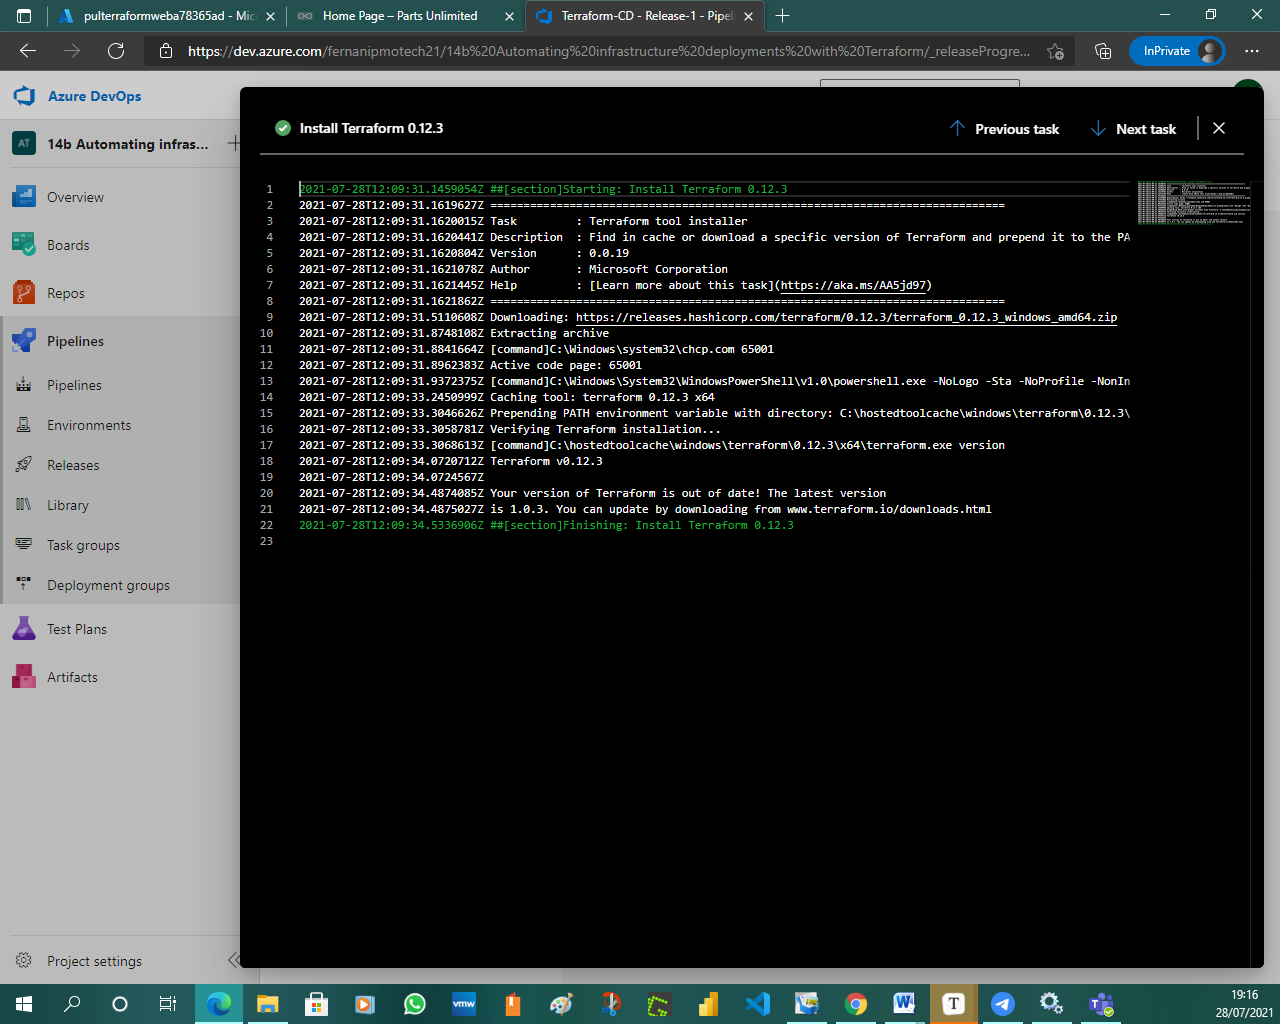 pulterraformweba78365ad - Mic
Home Page – Parts Unlimited
Terraform-CD - Release-1 - Pipel
https://dev.azure.com/fernanipmotech21/14b%20Automating%20infrastructure%20deployments%20with%20Terraform/_releaseProgre...
InPrivate
Azure DevOps
AT
14b Automating infras...
Overview
Boards
Repos
Pipelines
Pipelines
Environments
Releases
Library
Task groups
Deployment groups
Test Plans
Artifacts
Project settings
Install Terraform 0.12.3
Previous task
Next task
1 2021-07-28T12:09:31.1459054Z ##[section]Starting: Install Terraform 0.12.3
2 2021-07-28T12:09:31.1619627Z ==============================================================================
3 2021-07-28T12:09:31.1620015Z Task         : Terraform tool installer
4 2021-07-28T12:09:31.1620441Z Description  : Find in cache or download a specific version of Terraform and prepend it to the PA
5 2021-07-28T12:09:31.1620804Z Version      : 0.0.19
6 2021-07-28T12:09:31.1621078Z Author       : Microsoft Corporation
7 2021-07-28T12:09:31.1621445Z Help         : [Learn more about this task](https://aka.ms/AA5jd97)
8 2021-07-28T12:09:31.1621862Z ==============================================================================
9 2021-07-28T12:09:31.5110608Z Downloading: https://releases.hashicorp.com/terraform/0.12.3/terraform_0.12.3_windows_amd64.zip
10 2021-07-28T12:09:31.8748108Z Extracting archive
11 2021-07-28T12:09:31.8841664Z [command]C:\Windows\system32\chcp.com 65001
12 2021-07-28T12:09:31.8962383Z Active code page: 65001
13 2021-07-28T12:09:31.9372375Z [command]C:\Windows\System32\WindowsPowerShell\v1.0\powershell.exe -NoLogo -Sta -NoProfile -NonIn
14 2021-07-28T12:09:33.2450999Z Caching tool: terraform 0.12.3 x64
15 2021-07-28T12:09:33.3046626Z Prepending PATH environment variable with directory: C:\hostedtoolcache\windows\terraform\0.12.3\
16 2021-07-28T12:09:33.3058781Z Verifying Terraform installation...
17 2021-07-28T12:09:33.3068613Z [command]C:\hostedtoolcache\windows\terraform\0.12.3\x64\terraform.exe version
18 2021-07-28T12:09:34.0720712Z Terraform v0.12.3
19 2021-07-28T12:09:34.0724567Z
20 2021-07-28T12:09:34.4874085Z Your version of Terraform is out of date! The latest version
21 2021-07-28T12:09:34.4875027Z is 1.0.3. You can update by downloading from www.terraform.io/downloads.html
22 2021-07-28T12:09:34.5336906Z ##[section]Finishing: Install Terraform 0.12.3
23
vmw
W
T
19:16
28/07/2021